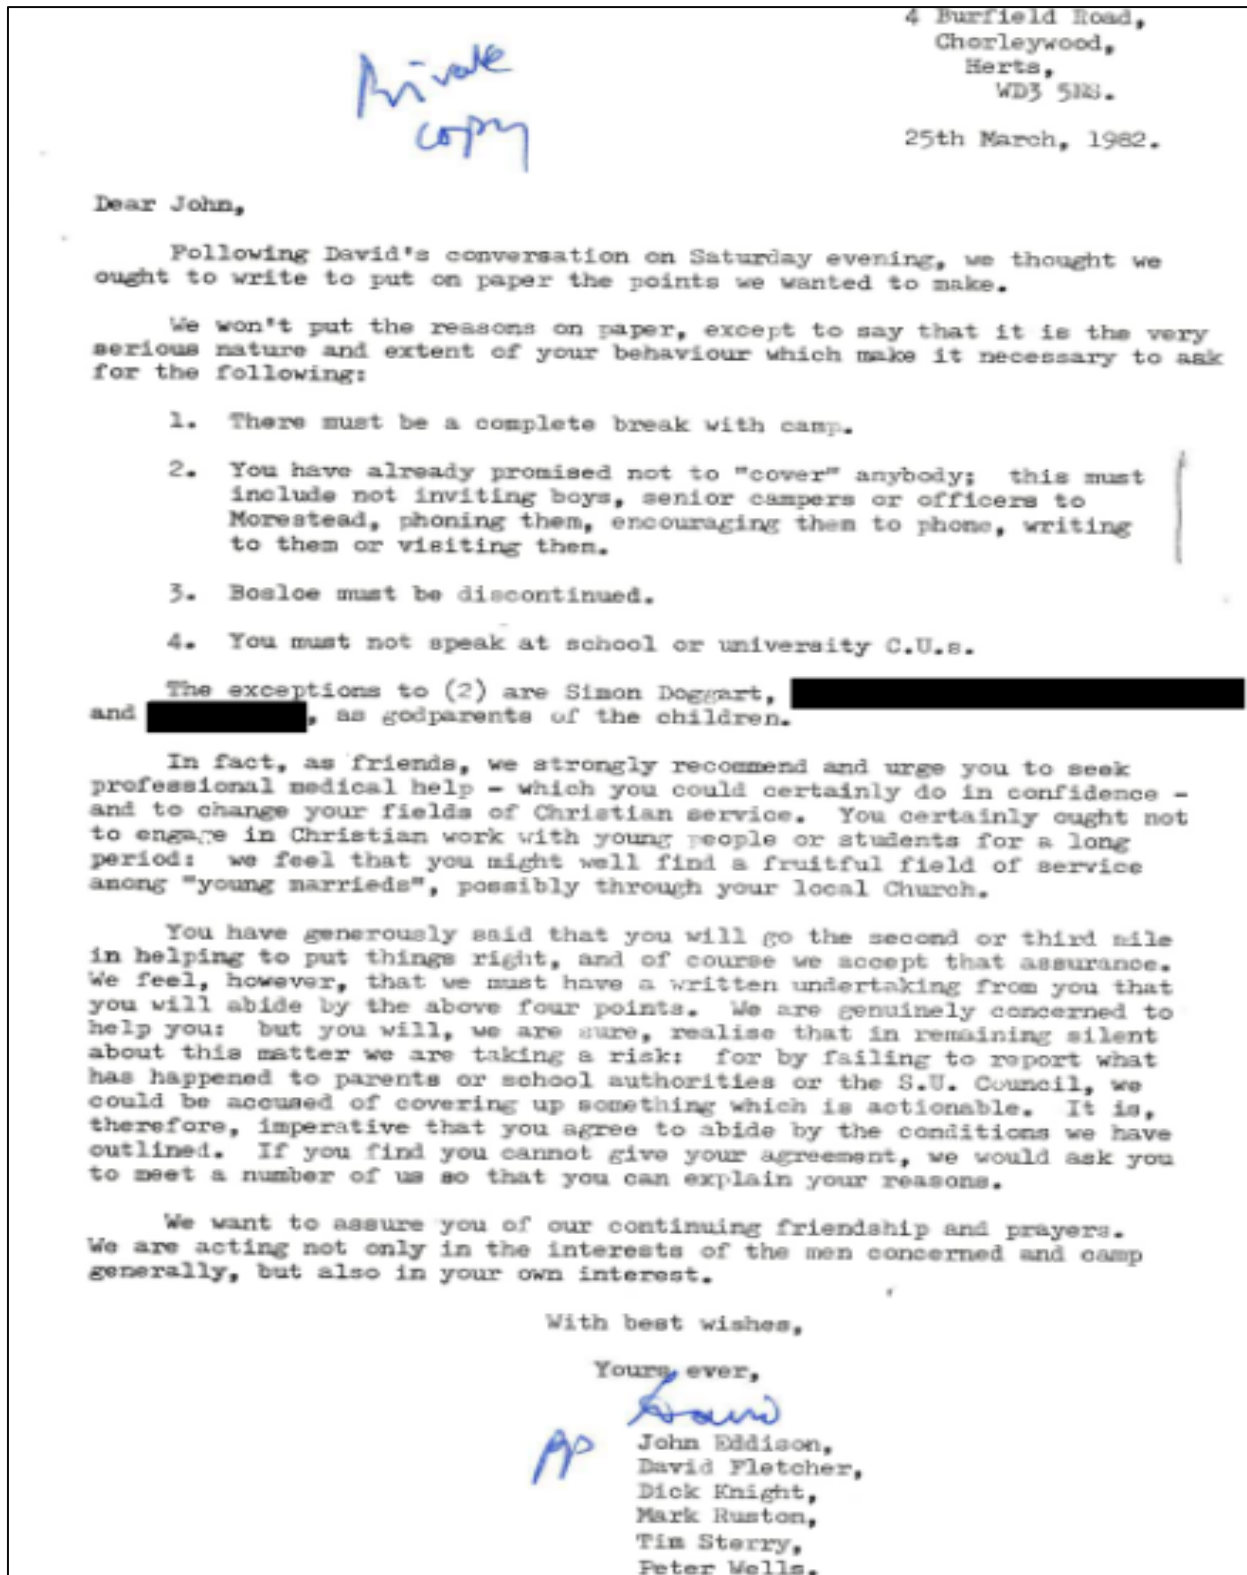 4 Burfield Road,
Chorleywood,
Herts,
WD3 5NS.
Private
copy
25th March, 1982.
Dear John,
Following David's conversation on Saturday evening, we thought we
ought to write to put on paper the points we wanted to make.
We won't put the reasons on paper, except to say that it is the very
serious nature and extent of your behaviour which make it necessary to ask
for the following:
1. There must be a complete break with camp.
2. You have already promised not to "cover" anybody; this must
include not inviting boys, senior campers or officers to
Morestead, phoning them, encouraging them to phone, writing
to them or visiting them.
3. Bosloe must be discontinued.
4. You must not speak at school or university C.U.s.
The exceptions to (2) are Simon Doggart,
and , as godparents of the children.
In fact, as friends, we strongly recommend and urge you to seek
professional medical help - which you could certainly do in confidence -
and to change your fields of Christian service. You certainly ought not
to engage in Christian work with young people or students for a long
period: we feel that you might well find a fruitful field of service
among "young marrieds", possibly through your local Church.
You have generously said that you will go the second or third mile
in helping to put things right, and of course we accept that assurance.
We feel, however, that we must have a written undertaking from you that
you will abide by the above four points. We are genuinely concerned to
help you: but you will, we are sure, realise that in remaining silent
about this matter we are taking a risk: for by failing to report what
has happened to parents or school authorities or the S.U. Council, we
could be accused of covering up something which is actionable. It is,
therefore, imperative that you agree to abide by the conditions we have
outlined. If you find you cannot give your agreement, we would ask you
to meet a number of us so that you can explain your reasons.
We want to assure you of our continuing friendship and prayers.
We are acting not only in the interests of the men concerned and camp
generally, but also in your own interest.
With best wishes,
Yours ever,
David
pp John Eddison,
David Fletcher,
Dick Knight,
Mark Ruston,
Tim Sterry,
Peter Wells.